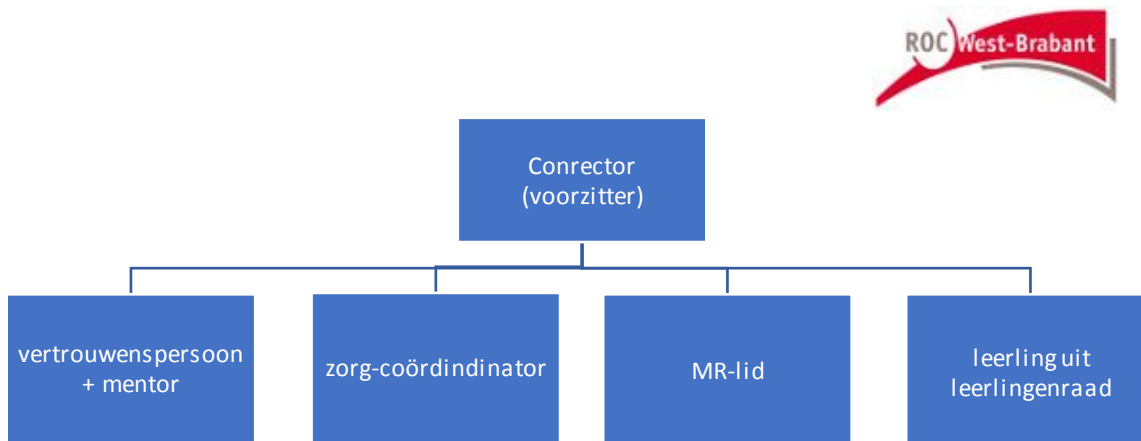 ROC West-Brabant
Conrector
(voorzitter)
vertrouwenspersoon
+ mentor
zorg-coördindinator
MR-lid
leerling uit
leerlingenraad